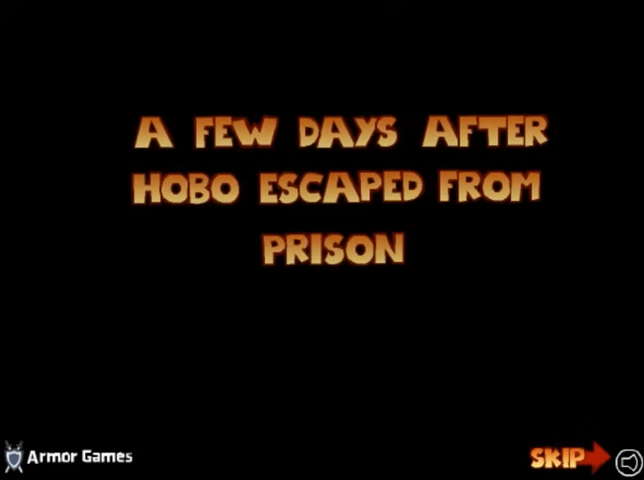 A FEW DAYS AFTER
HOBO ESCAPED FROM
PRISON
Armor Games
SKIP